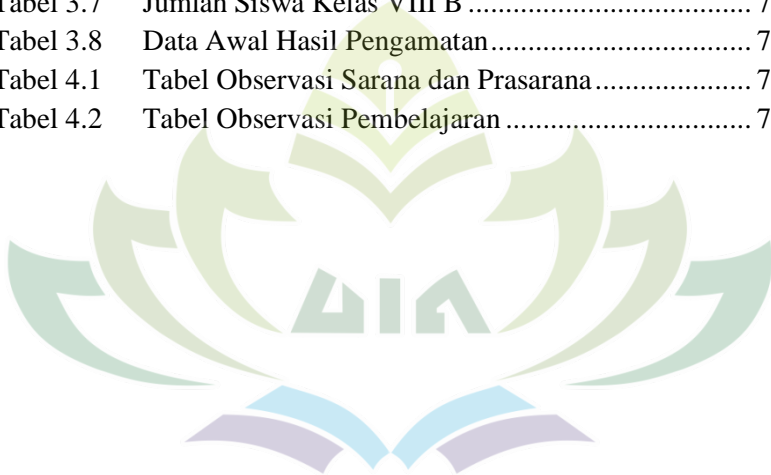 Tabel 3.7 Jumlah Siswa Kelas VIII B ...................................... 7
Tabel 3.8 Data Awal Hasil Pengamatan................................... 7
Tabel 4.1 Tabel Observasi Sarana dan Prasarana..................... 7
Tabel 4.2 Tabel Observasi Pembelajaran ................................. 7
UIN